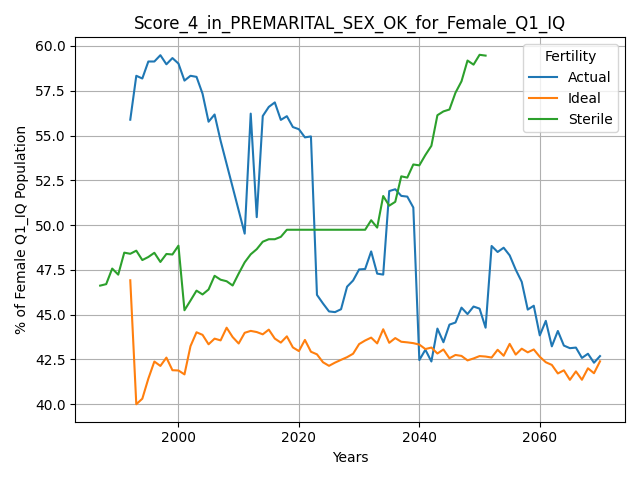 Score_4_in_PREMARITAL_SEX_OK_for_Female_Q1_IQ
60.0
57.5
55.0
52.5
50.0
47.5
45.0
42.5
40.0
% of Female Q1_IQ Population
Fertility
Actual
Ideal
Sterile
2000
2020
2040
2060
Years